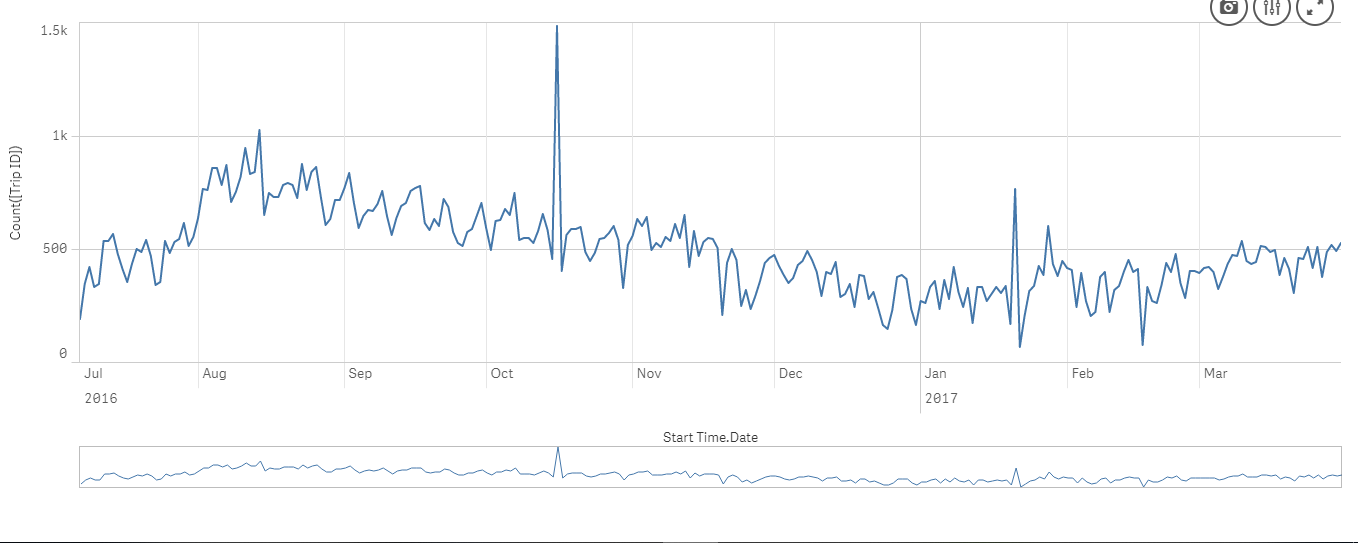 1.5k
1k
500
0
Count([Trip ID])
Jul Aug Sep Oct Nov Dec Jan Feb Mar
2016 2017
Start Time.Date